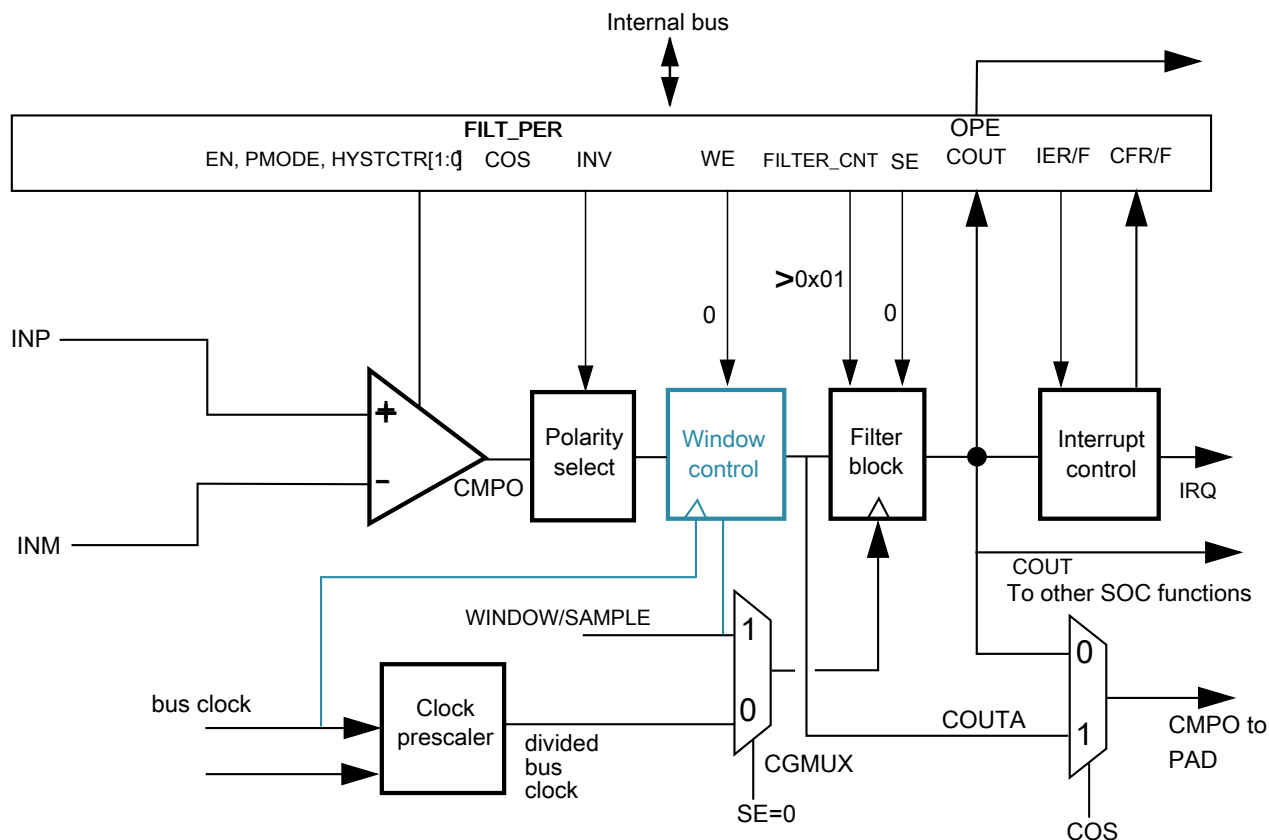 Internal bus
FILT_PER
OPE
EN, PMODE, HYSTCTR[1:0] COS INV WE FILTER_CNT SE COUT IER/F CFR/F
>0x01
0
0
INP
+
Polarity
select
Window
control
Filter
block
Interrupt
control
-
CMPO
IRQ
INM
COUT
To other SOC functions
WINDOW/SAMPLE
1
0
bus clock
Clock
prescaler
0
COUTA
1
CMPO to
PAD
divided
bus
clock
CGMUX
SE=0
COS